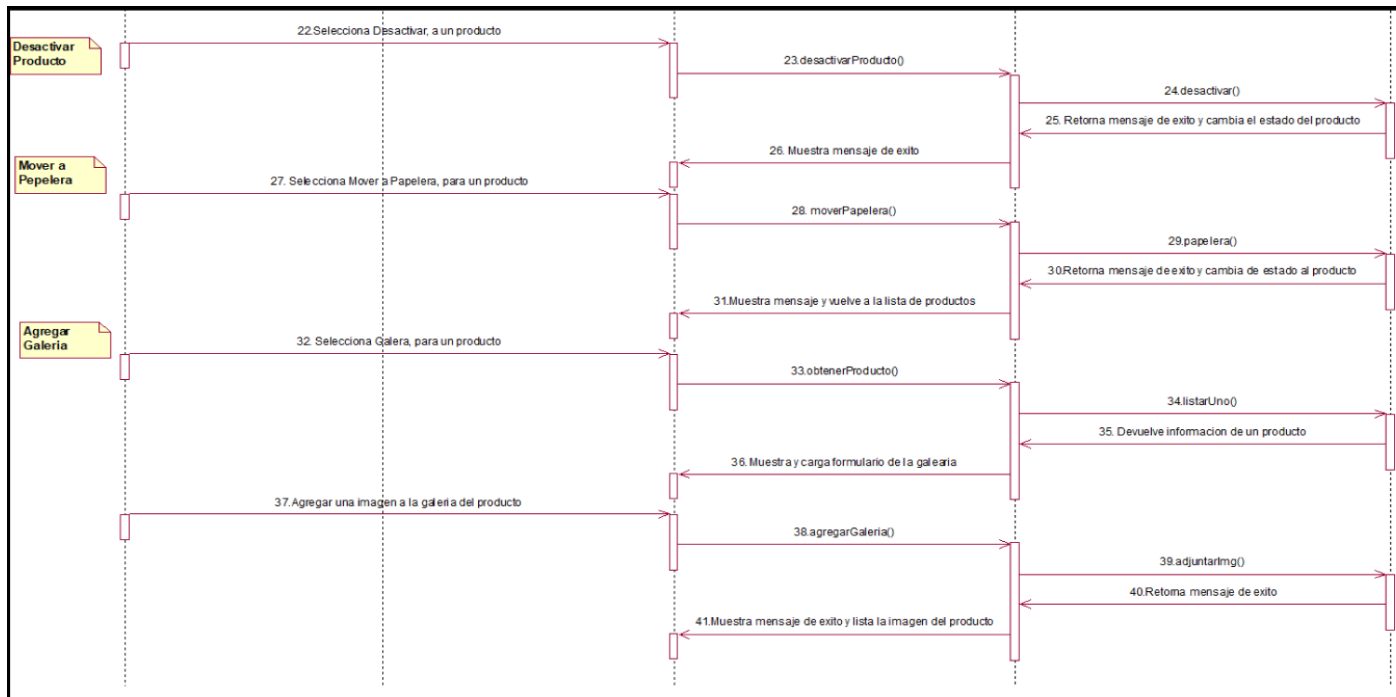 Desactivar
Producto
22.Selecciona Desactivar, a un producto
23.desactivarProducto()
24.desactivar()
25. Retorna mensaje de exito y cambia el estado del producto
26. Muestra mensaje de exito
Mover a
Pepelera
27. Selecciona Mover a Papelera, para un producto
28. moverPapelera()
29.papelera()
30.Retorna mensaje de exito y cambia de estado al producto
31.Muestra mensaje y vuelve a la lista de productos
Agregar
Galeria
32. Selecciona Galera, para un producto
33.obtenerProducto()
34.listarUno()
35. Devuelve informacion de un producto
36. Muestra y carga formulario de la galearia
37.Agregar una imagen a la galeria del producto
38.agregarGaleria()
39.adjuntarImg()
40.Retorna mensaje de exito
41.Muestra mensaje de exito y lista la imagen del producto